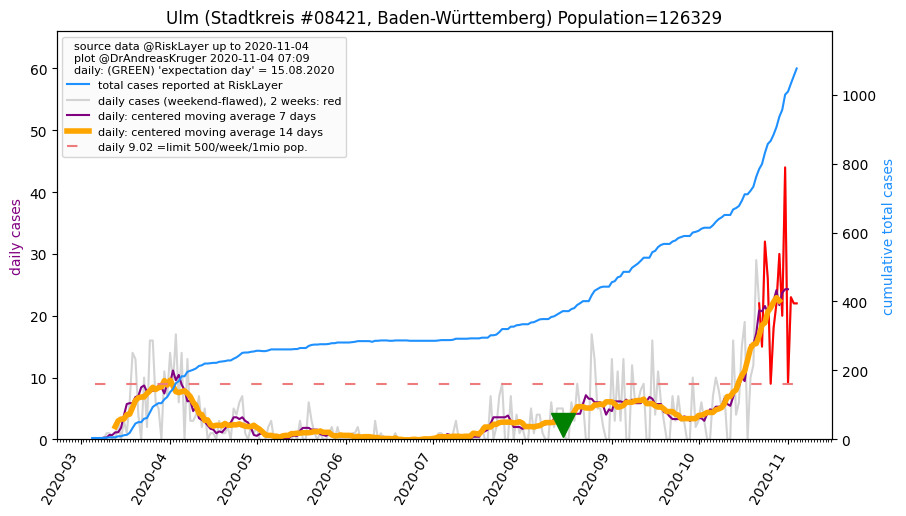 Ulm (Stadtkreis #08421, Baden-Württemberg) Population=126329
source data @RiskLayer up to 2020-11-04
plot @DrAndreasKruger 2020-11-04 07:09
daily: (GREEN) 'expectation day' = 15.08.2020
total cases reported at RiskLayer
daily cases (weekend-flawed), 2 weeks: red
daily: centered moving average 7 days
daily: centered moving average 14 days
daily 9.02 =limit 500/week/1mio pop.
daily cases
60
50
40
30
20
10
0
cumulative total cases
1000
800
600
400
200
0
2020-03
2020-04
2020-05
2020-06
2020-07
2020-08
2020-09
2020-10
2020-11